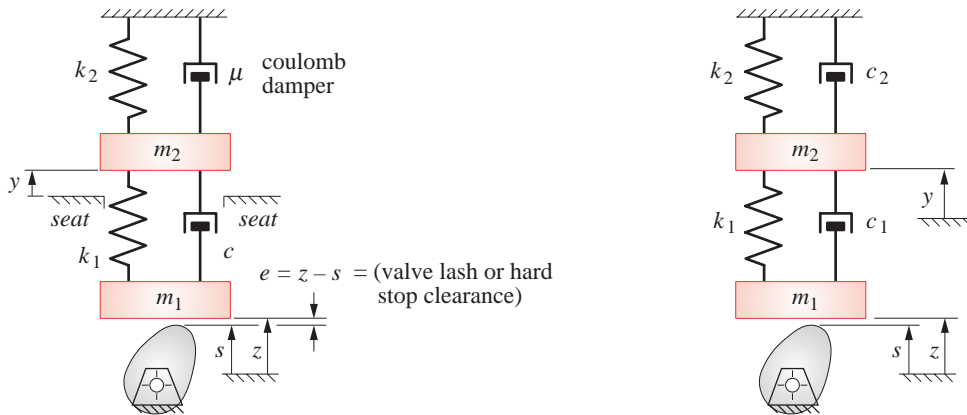 k2
μ coulomb
damper
m2
y
seat
seat
k1
c
e = z – s = (valve lash or hard
stop clearance)
m1
s
z
k2
c2
m2
y
k1
c1
m1
s
z